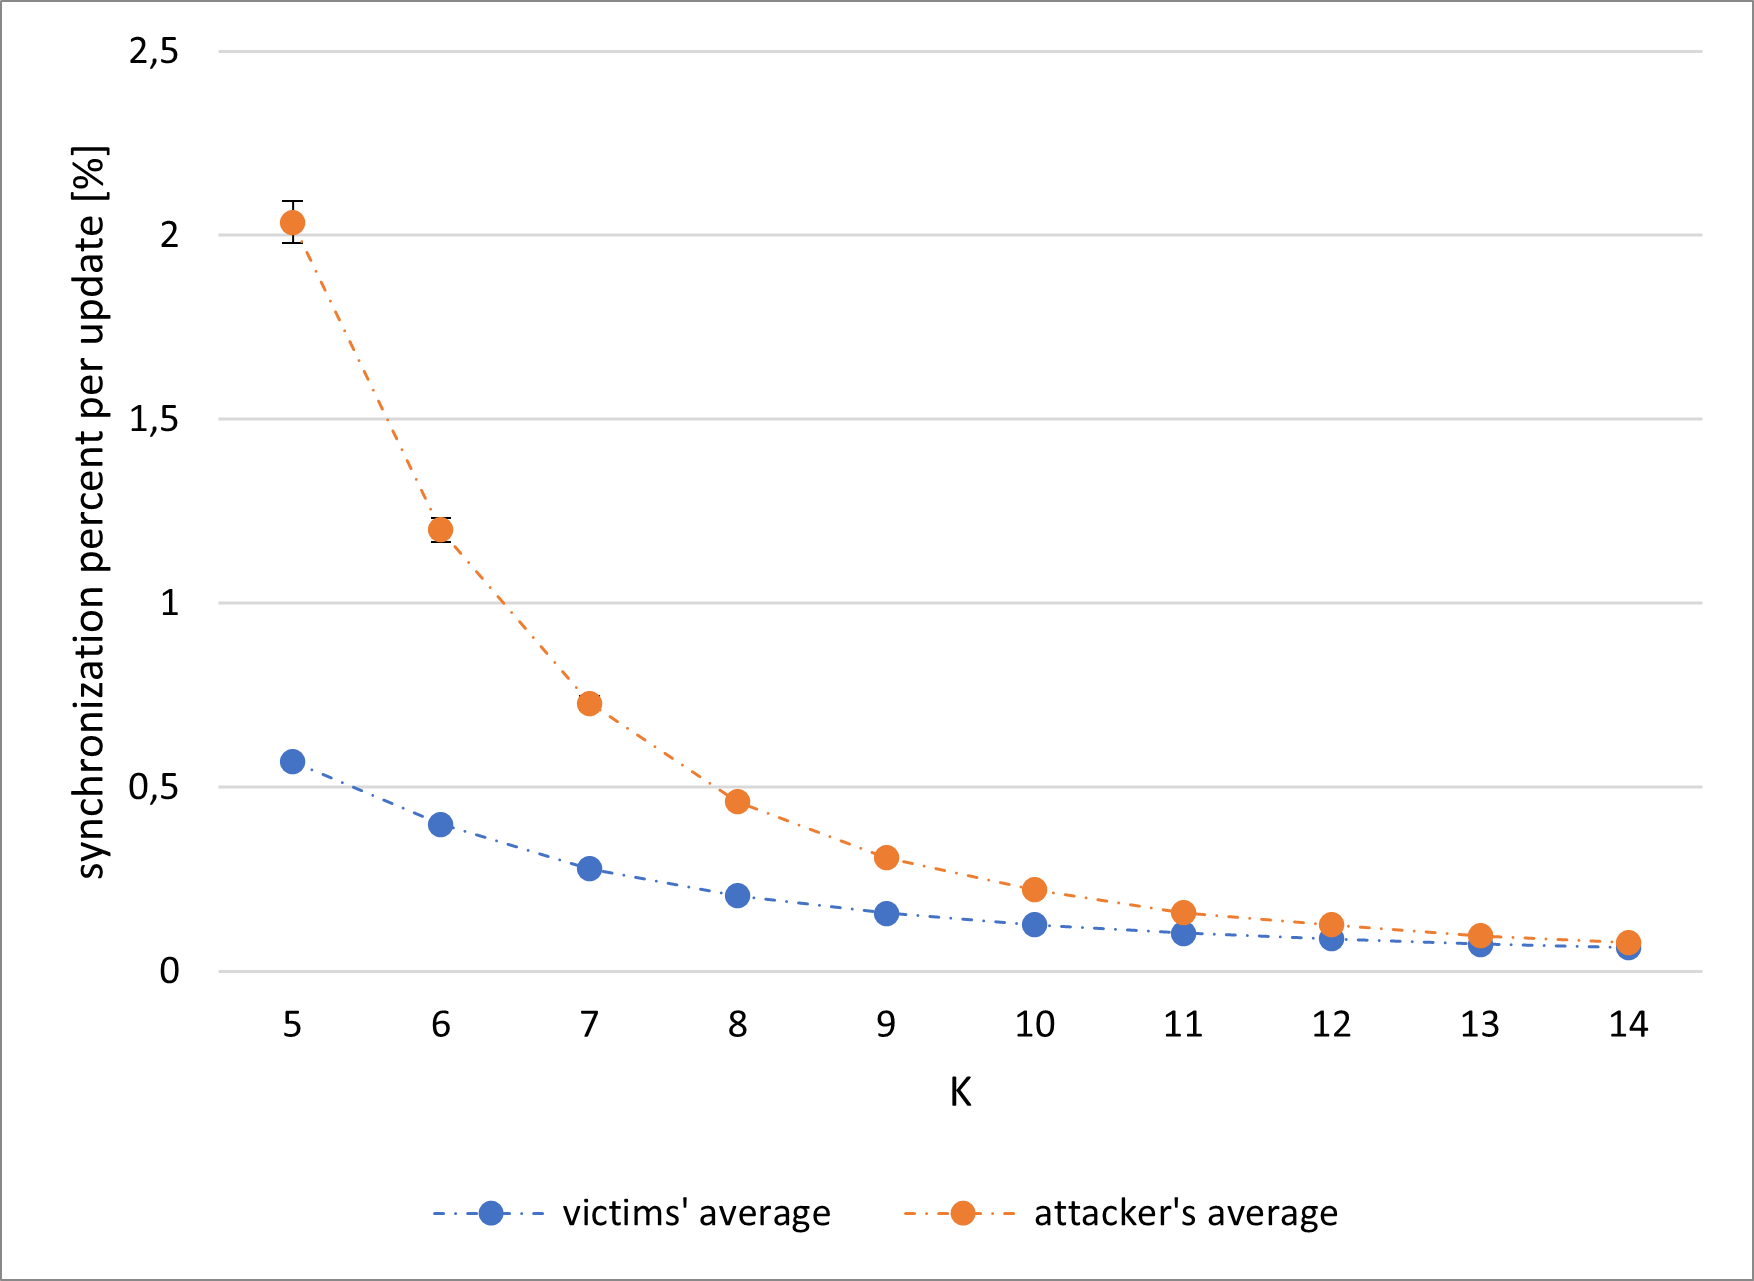 synchronization percent per update [%]
2,5
2
1,5
1
0,5
0
5 6 7 8 9 10 11 12 13 14
K
victims' average attacker's average